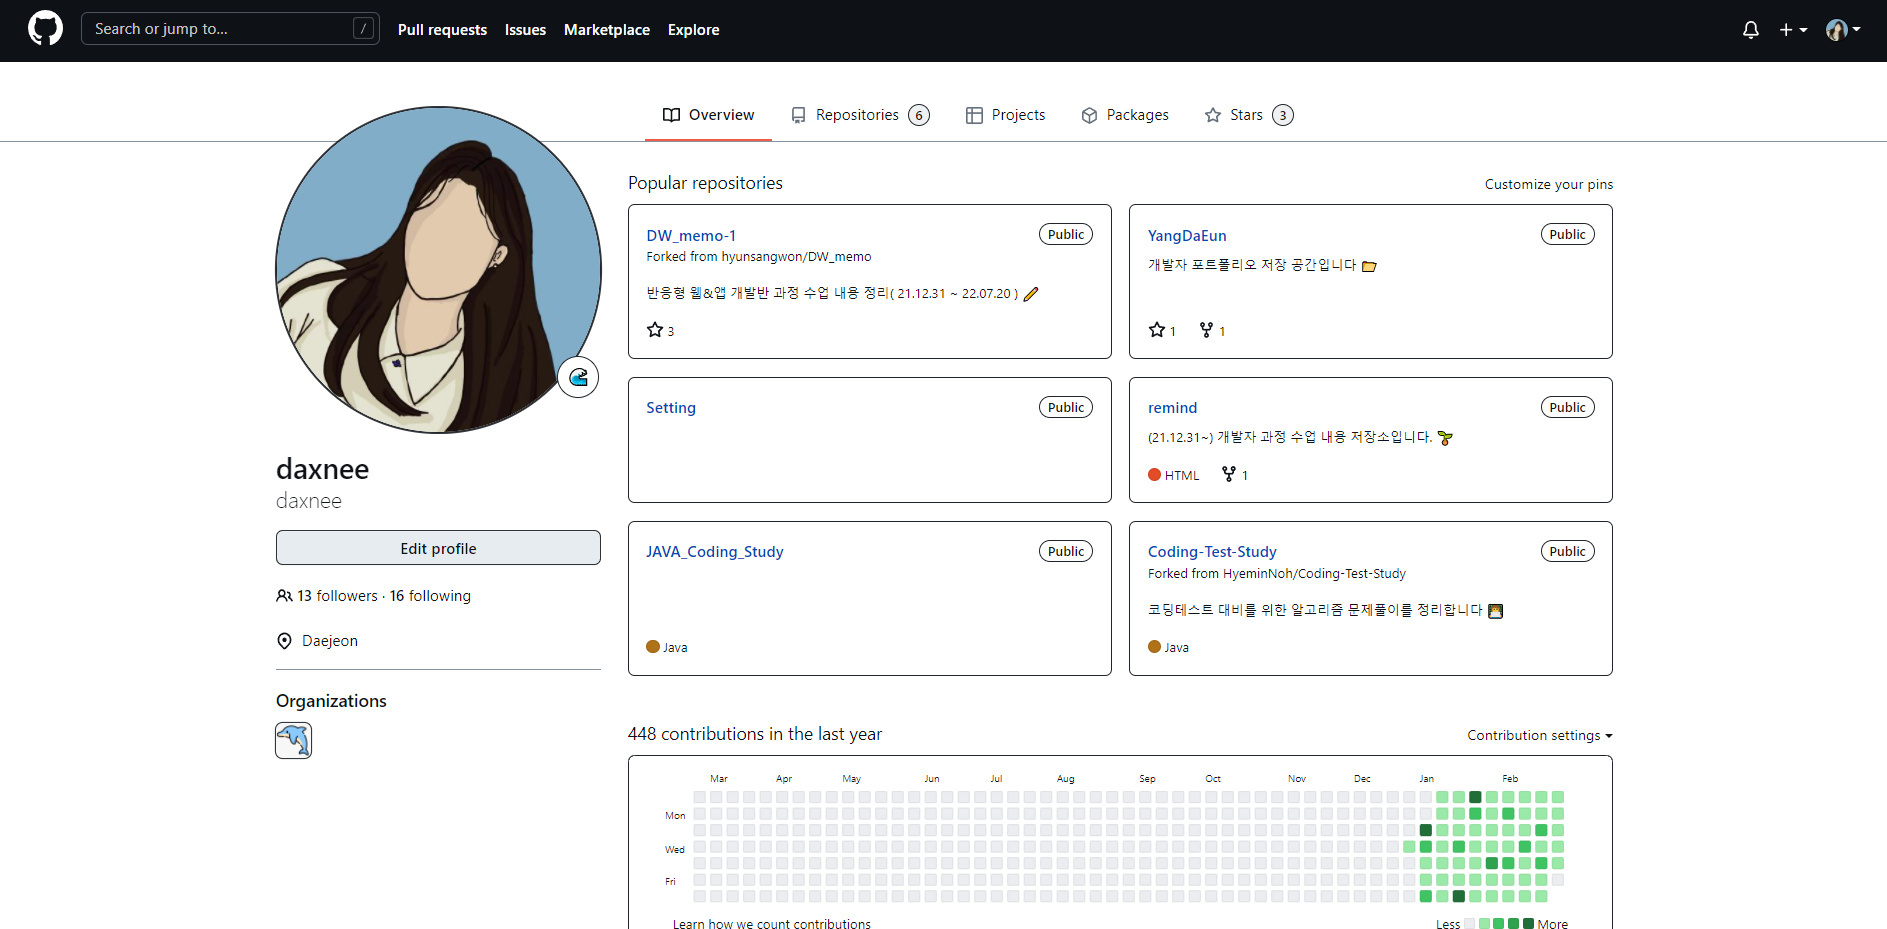 Search or jump to... /
Pull requests Issues Marketplace Explore
Overview Repositories 6 Projects Packages Stars 3
daxnee
daxnee
Edit profile
13 followers · 16 following
Daejeon
Organizations
Popular repositories
Customize your pins
DW_memo-1 Public
Forked from hyunsangwon/DW_memo
반응형 웹&앱 개발반 과정 수업 내용 정리( 21.12.31 ~ 22.07.20 )
3
YangDaEun Public
개발자 포트폴리오 저장 공간입니다
1 1
Setting Public
remind Public
(21.12.31~) 개발자 과정 수업 내용 저장소입니다.
HTML 1
JAVA_Coding_Study Public
Java
Coding-Test-Study Public
Forked from HyeminNoh/Coding-Test-Study
코딩테스트 대비를 위한 알고리즘 문제풀이를 정리합니다
Java
448 contributions in the last year
Contribution settings
Mar Apr May Jun Jul Aug Sep Oct Nov Dec Jan Feb
Mon
Wed
Fri
Learn how we count contributions
Less More